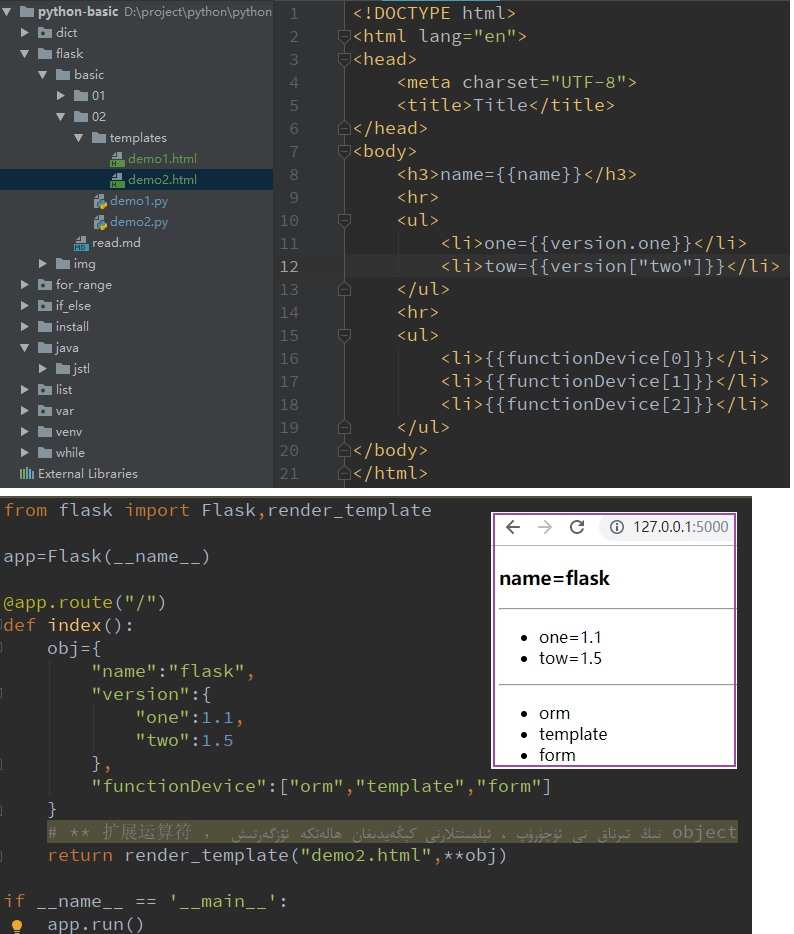 python-basic D:\project\python\python
dict
flask
basic
01
02
templates
demo1.html
demo2.html
demo1.py
demo2.py
read.md
img
for_range
if_else
install
java
jstl
list
var
venv
while
External Libraries
1 <!DOCTYPE html>
2 <html lang="en">
3 <head>
4 <meta charset="UTF-8">
5 <title>Title</title>
6 </head>
7 <body>
8 <h3>name={{name}}</h3>
9 <hr>
10 <ul>
11 <li>one={{version.one}}</li>
12 <li>tow={{version["two"]}}</li>
13 </ul>
14 <hr>
15 <ul>
16 <li>{{functionDevice[0]}}</li>
17 <li>{{functionDevice[1]}}</li>
18 <li>{{functionDevice[2]}}</li>
19 </ul>
20 </body>
21 </html>
from flask import Flask,render_template
app=Flask(__name__)
@app.route("/")
def index():
obj={
"name":"flask",
"version":{
"one":1.1,
"two":1.5
},
"functionDevice":["orm","template","form"]
}
# ** 扩展运算符 ، object نىڭ تىرناق نى ئۈچۈرۈپ ، ئېلمىنتلارنى كېڭەيدىغان ھالەتكە ئۆزگەرتىش
return render_template("demo2.html",**obj)
if __name__ == '__main__':
app.run()
127.0.0.1:5000
name=flask
one=1.1
tow=1.5
orm
template
form